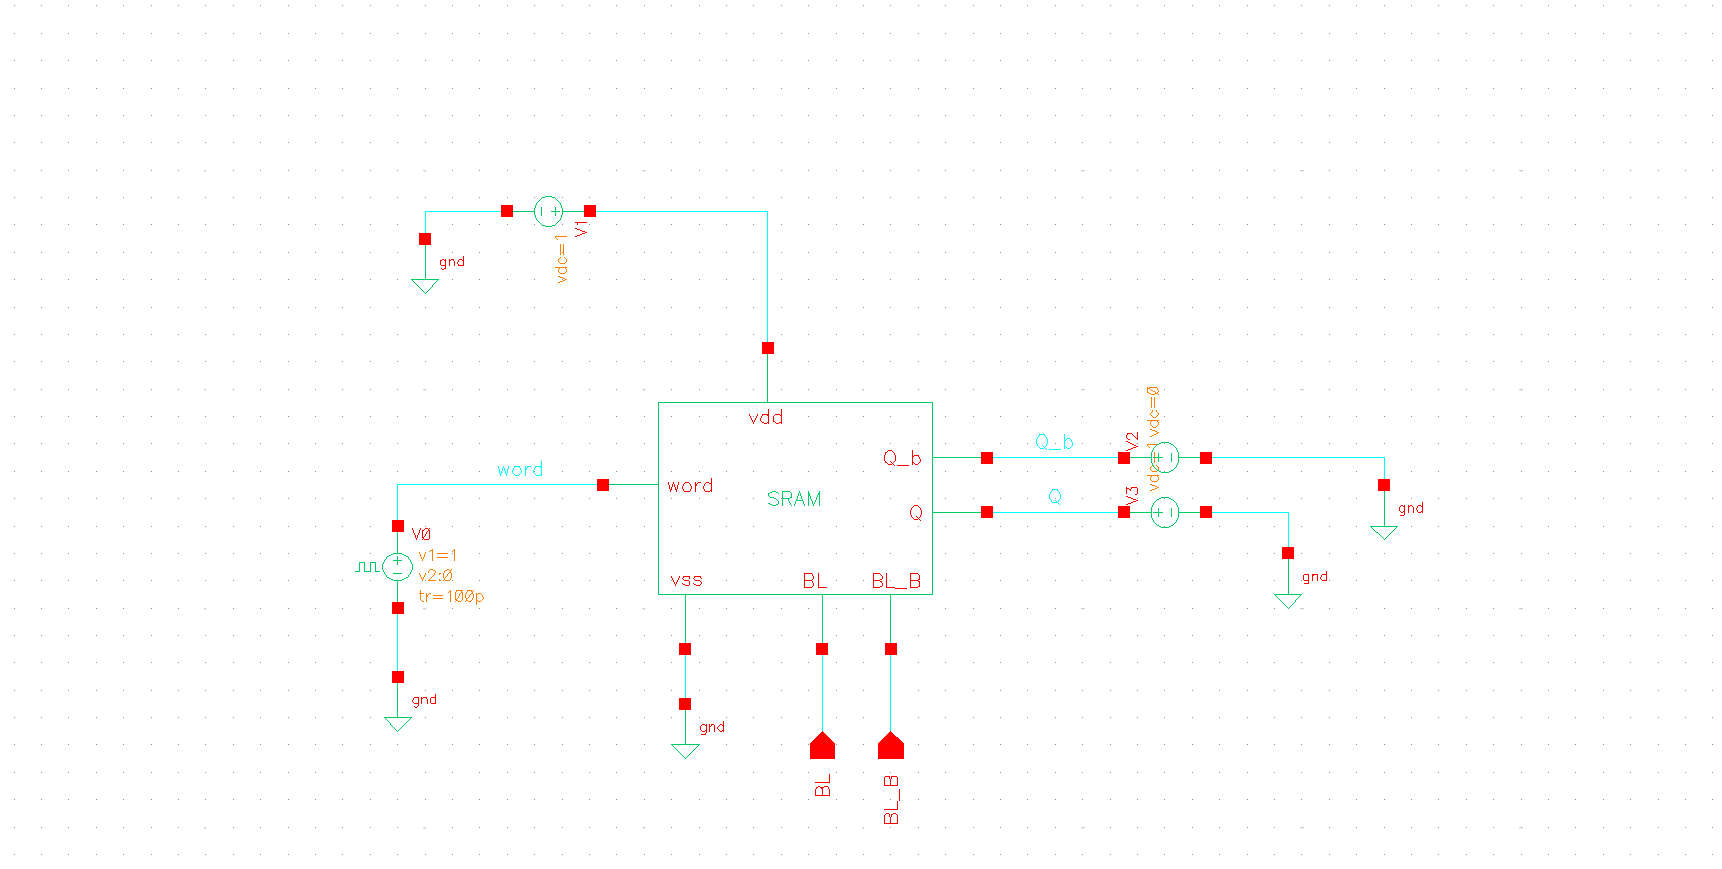 V1
vdc=1
gnd
vdd
Q_b
Q_b
V2
vdc=0
word
word
SRAM
Q
Q
V3
vdc=1
gnd
V0
v1=1
v2:0
tr=100p
vss
BL
BL_B
gnd
gnd
gnd
BL
BL_B